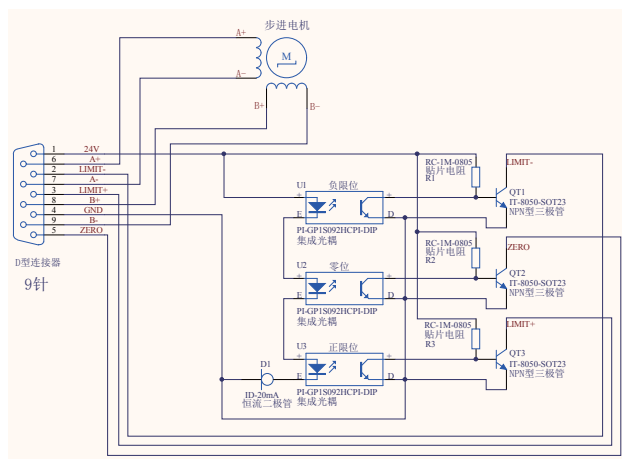 步进电机
A+
M
A-
B+
B-
1
24V
6
A+
2
LIMIT-
7
A-
3
LIMIT+
8
B+
4
GND
9
B-
5
ZERO
D型连接器
9针
RC-1M-0805
贴片电阻
R1
LIMIT-
U1
负限位
+
+
E
D
PI-GP1S092HCPI-DIP
集成光耦
QT1
IT-8050-SOT23
NPN型三极管
RC-1M-0805
贴片电阻
R2
ZERO
U2
零位
+
+
E
D
PI-GP1S092HCPI-DIP
集成光耦
QT2
IT-8050-SOT23
NPN型三极管
RC-1M-0805
贴片电阻
R3
LIMIT+
U3
正限位
+
+
E
D
PI-GP1S092HCPI-DIP
集成光耦
QT3
IT-8050-SOT23
NPN型三极管
D1
ID-20mA
恒流二极管